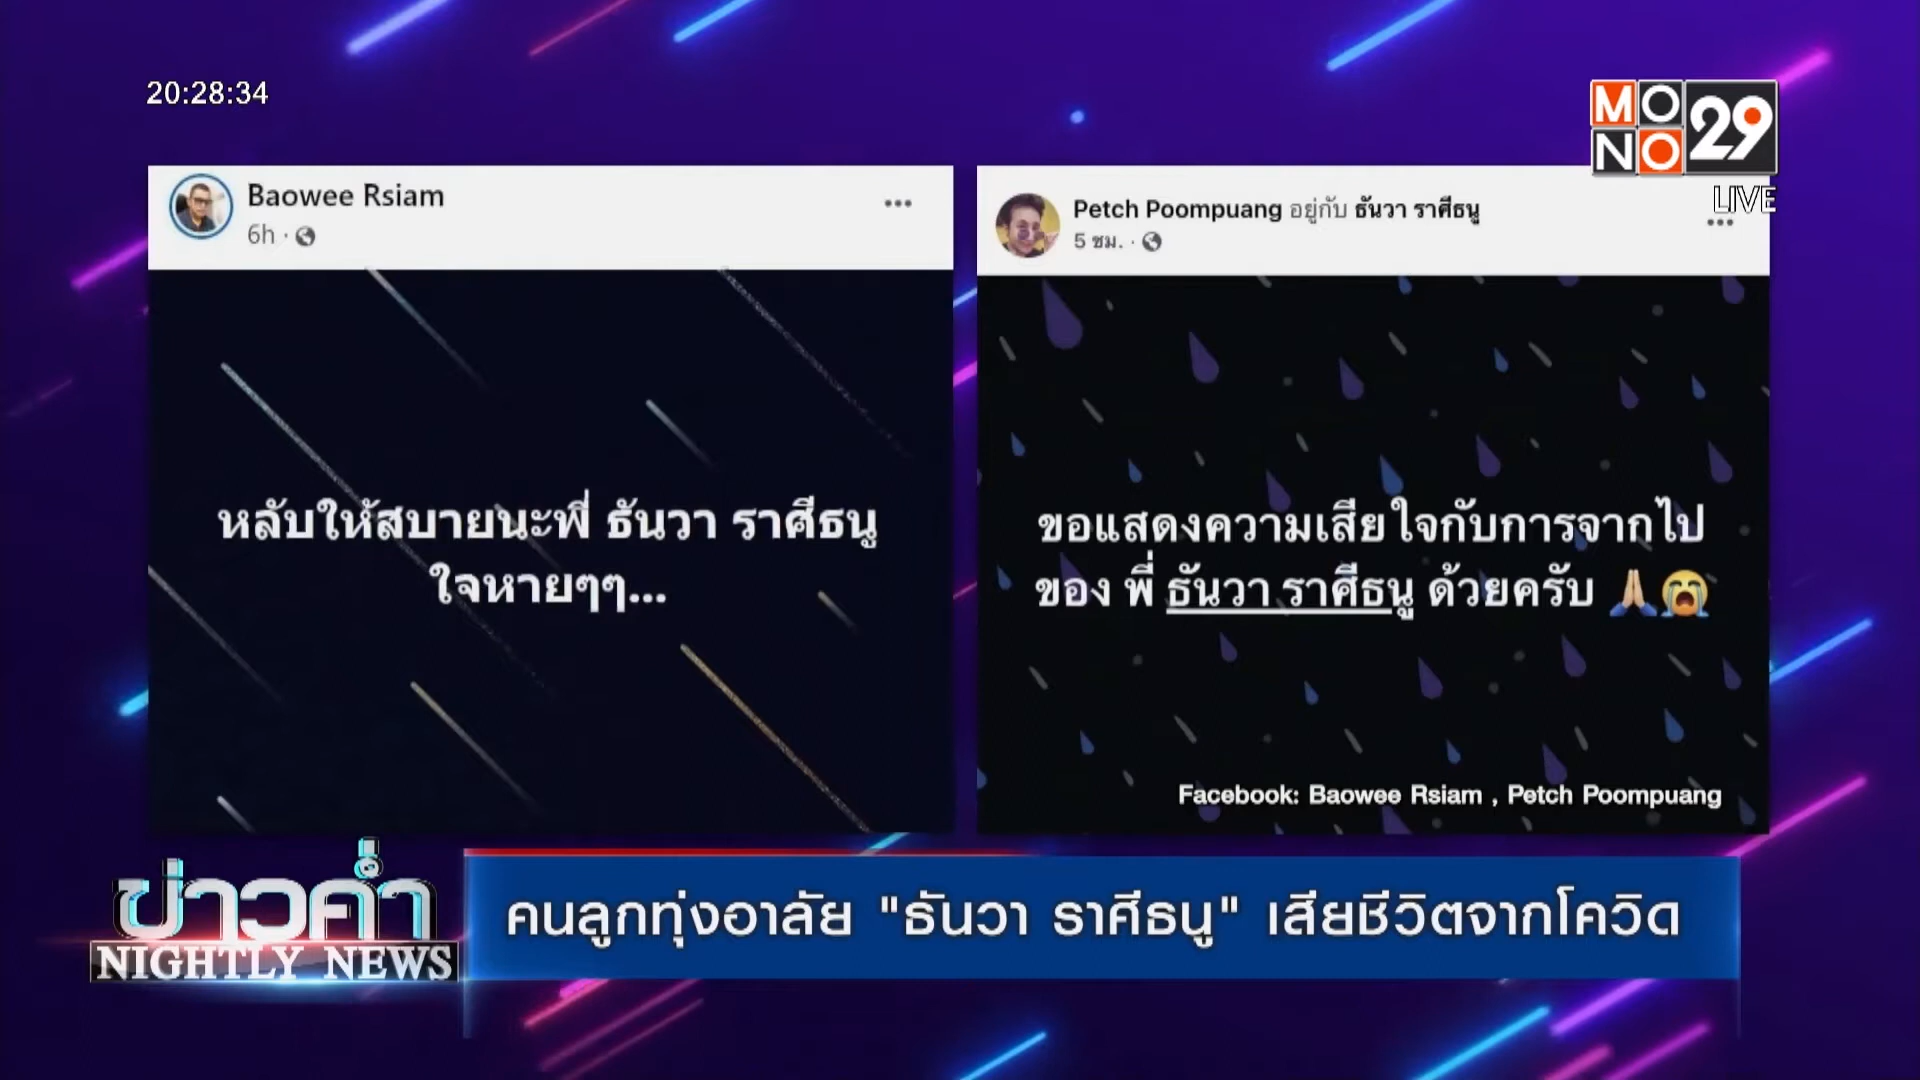 20:28:34
MONO 29
LIVE
Baowee Rsiam
6h ·
หลับให้สบายนะพี่ ธันวา ราศีธนู
ใจหายๆๆ...
Petch Poompuang อยู่กับ ธันวา ราศีธนู
5 ชม. ·
ขอแสดงความเสียใจกับการจากไป
ของ พี่ ธันวา ราศีธนู ด้วยครับ 🙏🏻😭
Facebook: Baowee Rsiam , Petch Poompuang
ข่าวค่ำ
NIGHTLY NEWS
คนลูกทุ่งอาลัย "ธันวา ราศีธนู" เสียชีวิตจากโควิด